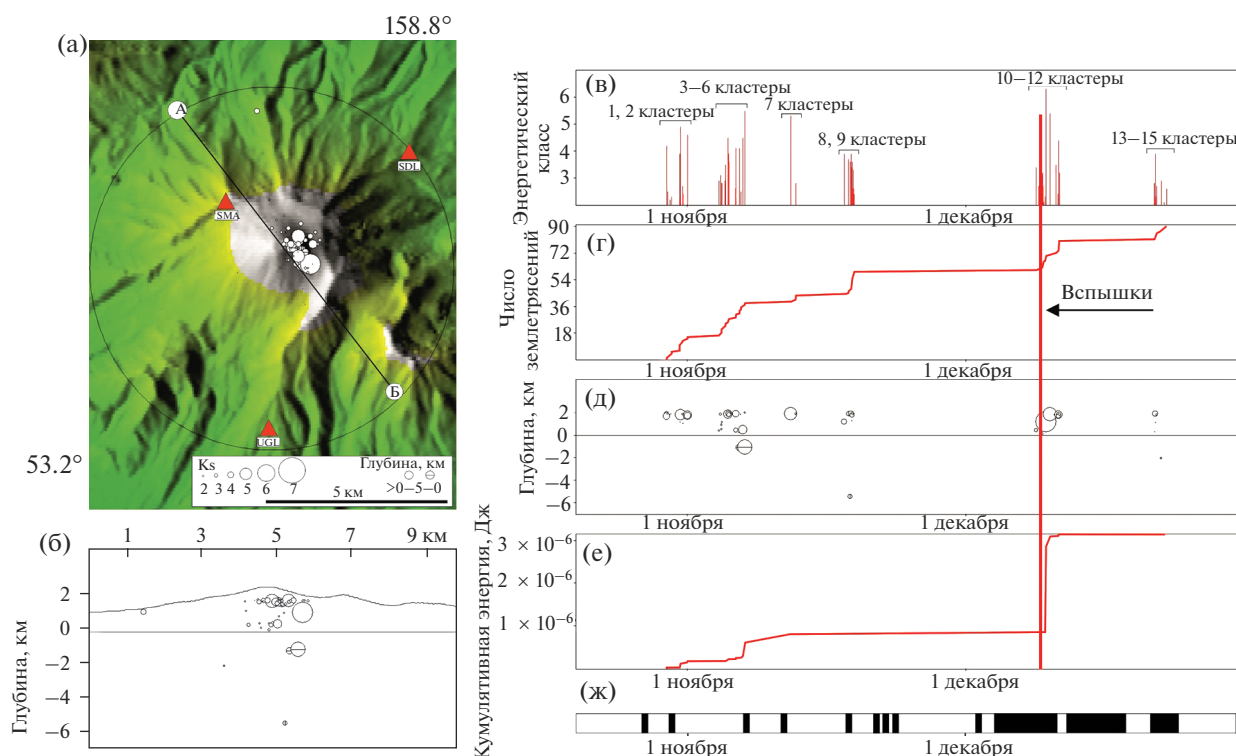 (а)
158.8°
А
SDL
SMA
Б
UGL
53.2°
Ks
2 3 4 5 6 7
Глубина, км
>0−5−0
5 км
(б)
1 3 5 7 9 км
Глубина, км
2
0
−2
−4
−6
(в)
Энергетический класс
6
5
4
3
1, 2 кластеры
3−6 кластеры
7 кластеры
8, 9 кластеры
10−12 кластеры
13−15 кластеры
1 ноября
1 декабря
(г)
Число землетрясений
90
72
54
36
18
Вспышки
1 ноября
1 декабря
(д)
Глубина, км
2
0
−2
−4
−6
1 ноября
1 декабря
(е)
Кумулятивная энергия, Дж
3 × 10⁻⁶
2 × 10⁻⁶
1 × 10⁻⁶
1 ноября
1 декабря
(ж)
1 ноября
1 декабря